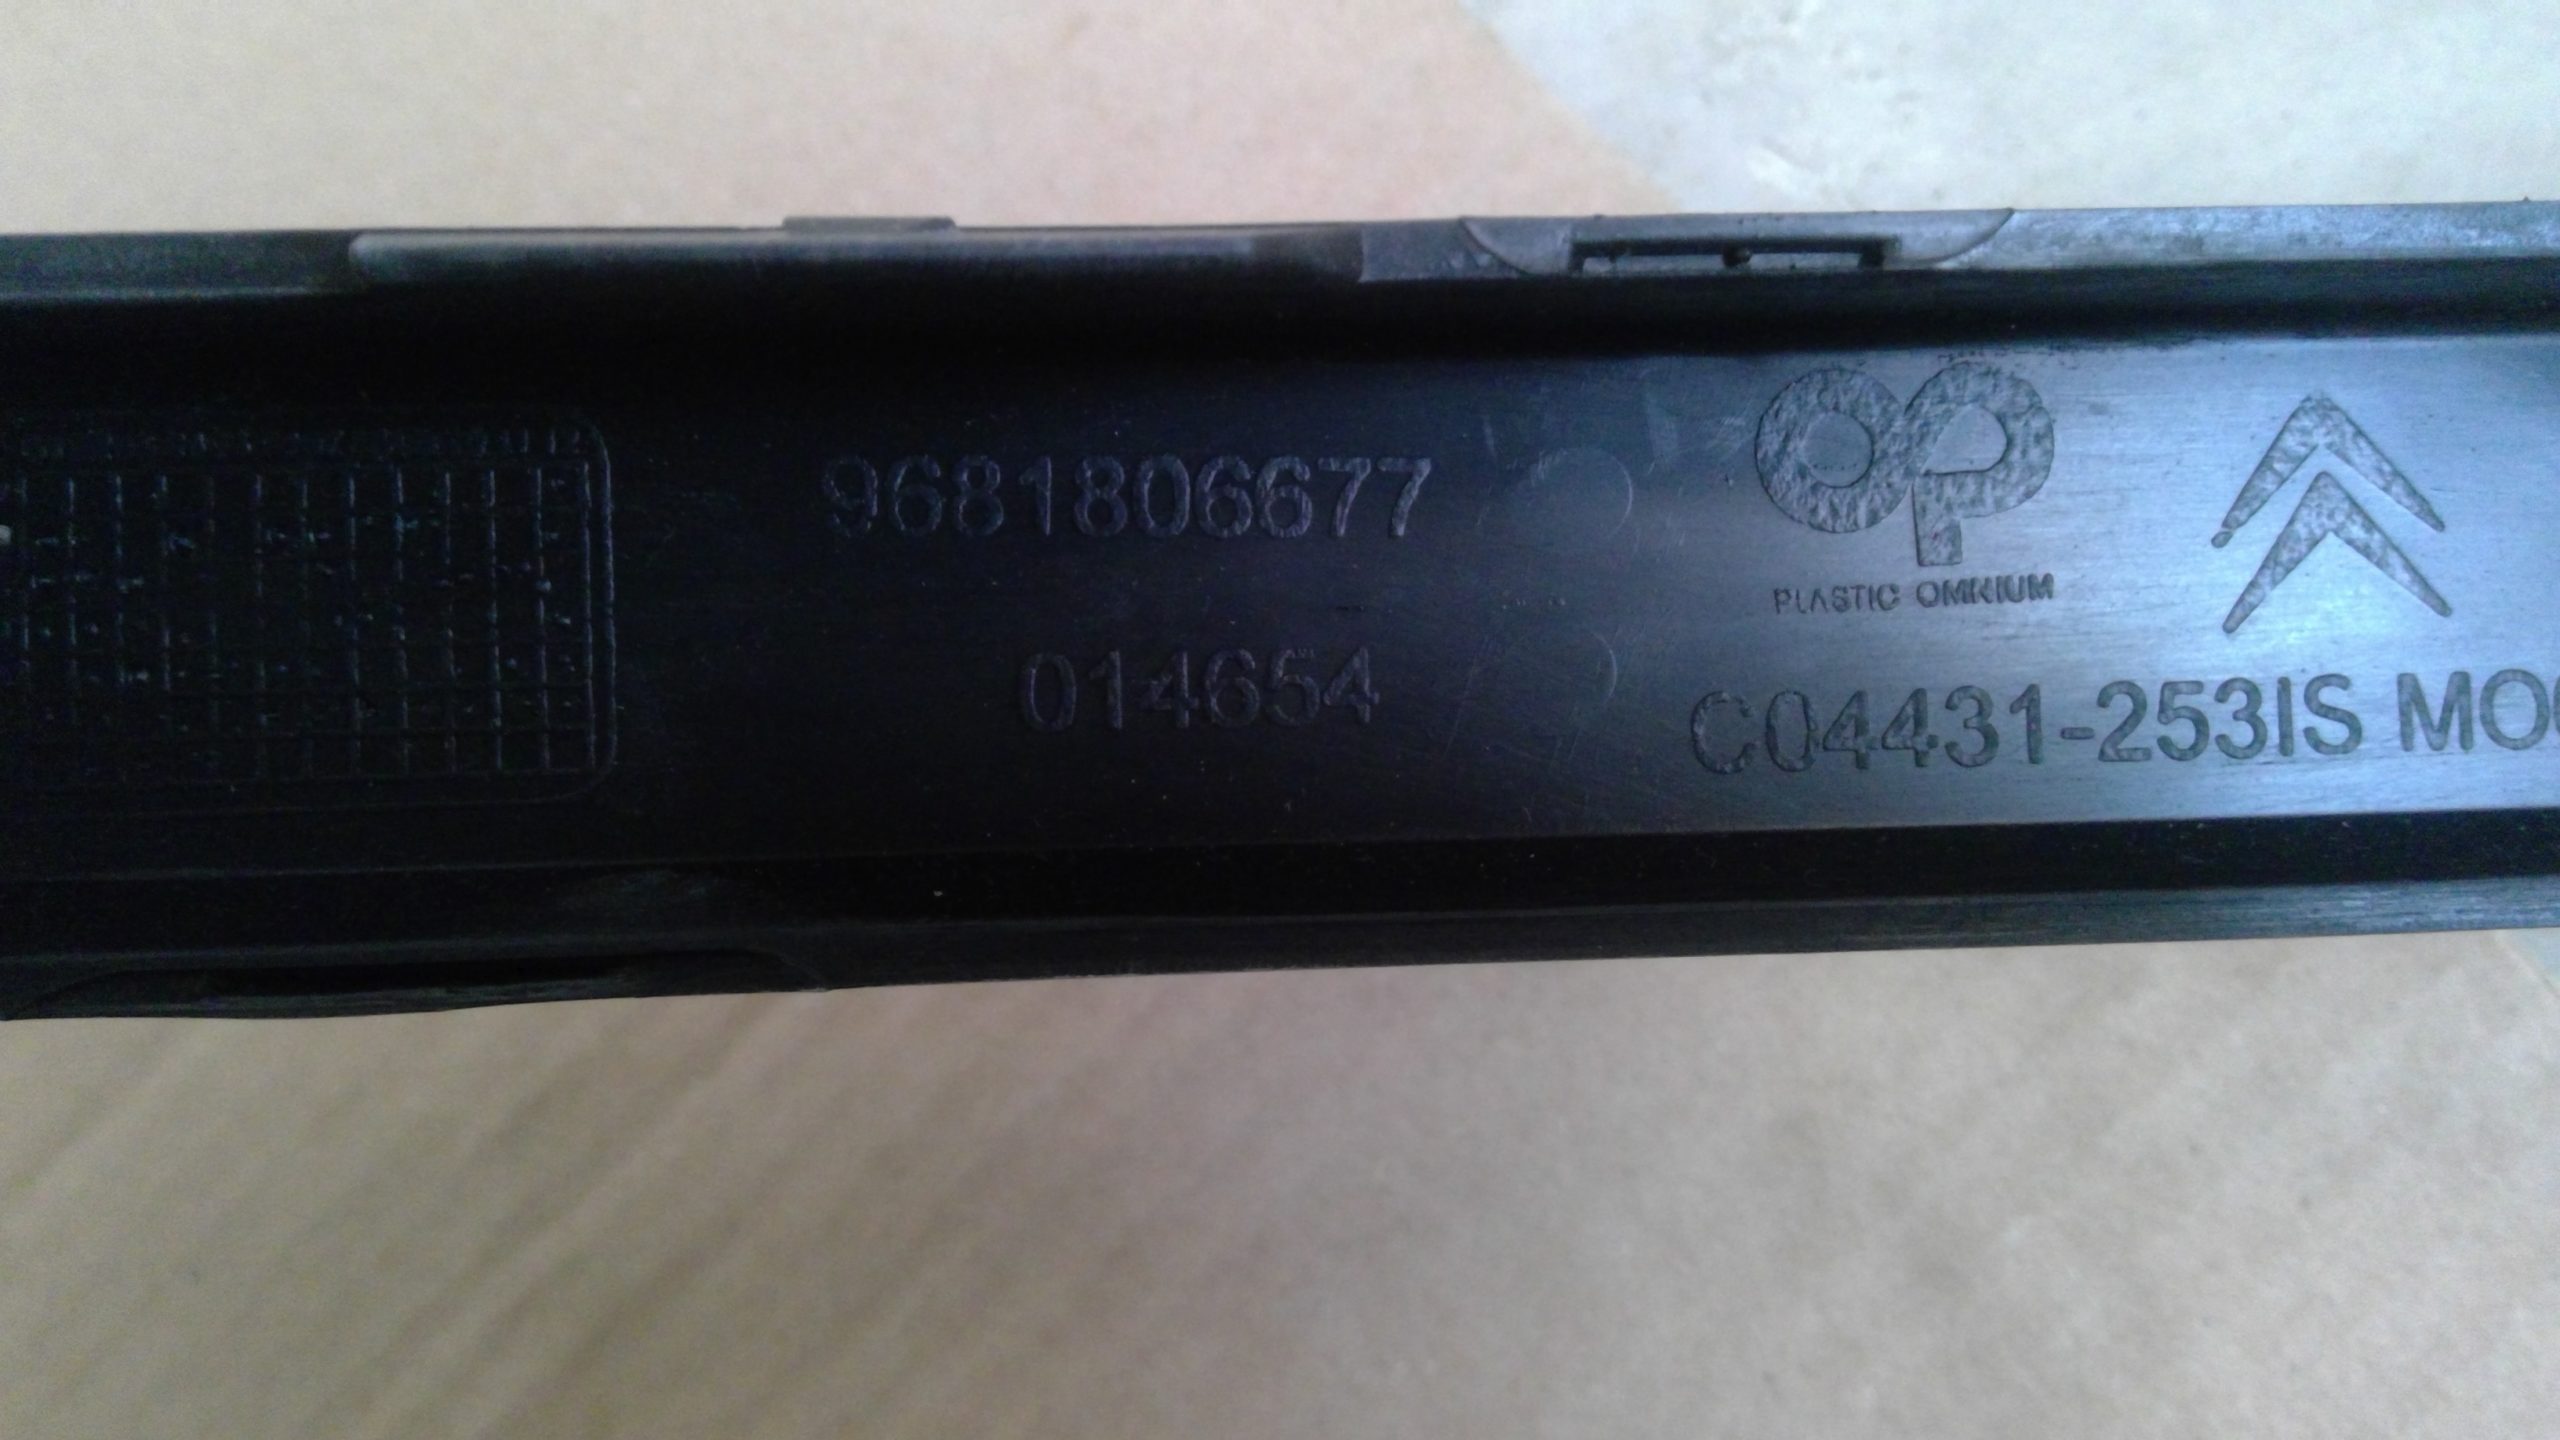 9681806677
014654
OP
PLASTIC OMNIUM
C04431-253IS